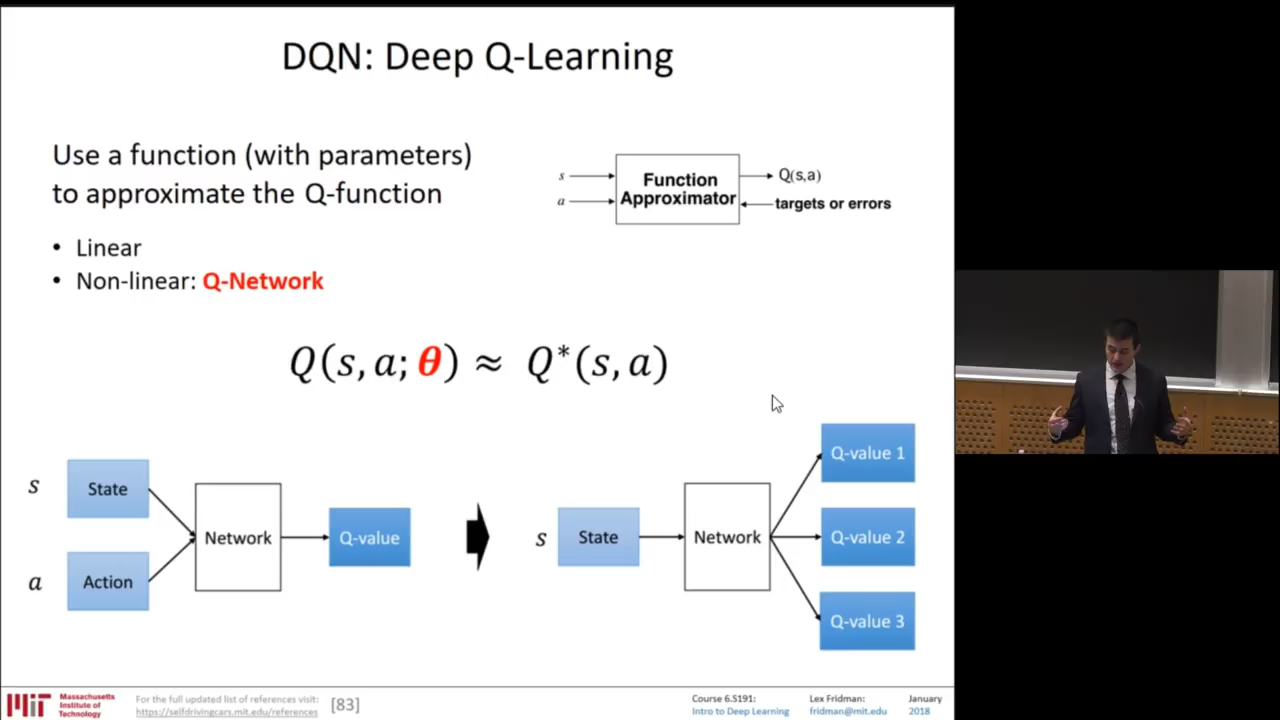 DQN: Deep Q-Learning
Use a function (with parameters)
to approximate the Q-function
• Linear
• Non-linear: Q-Network
s
a
Function
Approximator
Q(s,a)
targets or errors
Q(s, a; θ) ≈ Q*(s, a)
s
State
a
Action
Network
Q-value
s
State
Network
Q-value 1
Q-value 2
Q-value 3
MIT
Massachusetts
Institute of
Technology
For the full updated list of references visit:
https://selfdrivingcars.mit.edu/references
[83]
Course 6.S191:
Intro to Deep Learning
Lex Fridman:
fridman@mit.edu
January
2018